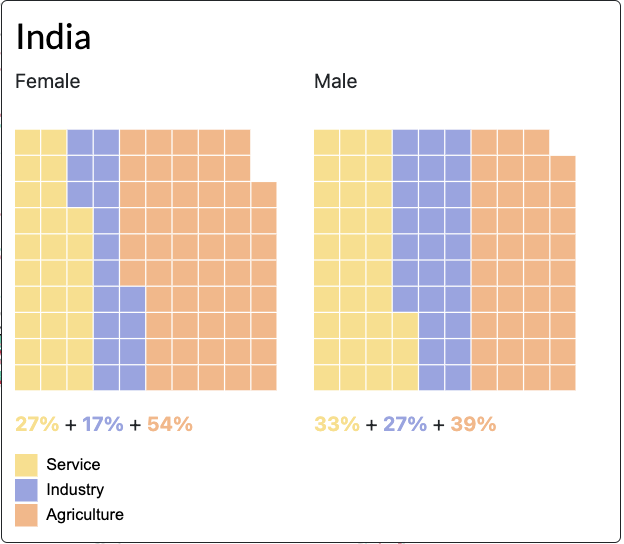 India
Female
Male
27% + 17% + 54%
33% + 27% + 39%
Service
Industry
Agriculture